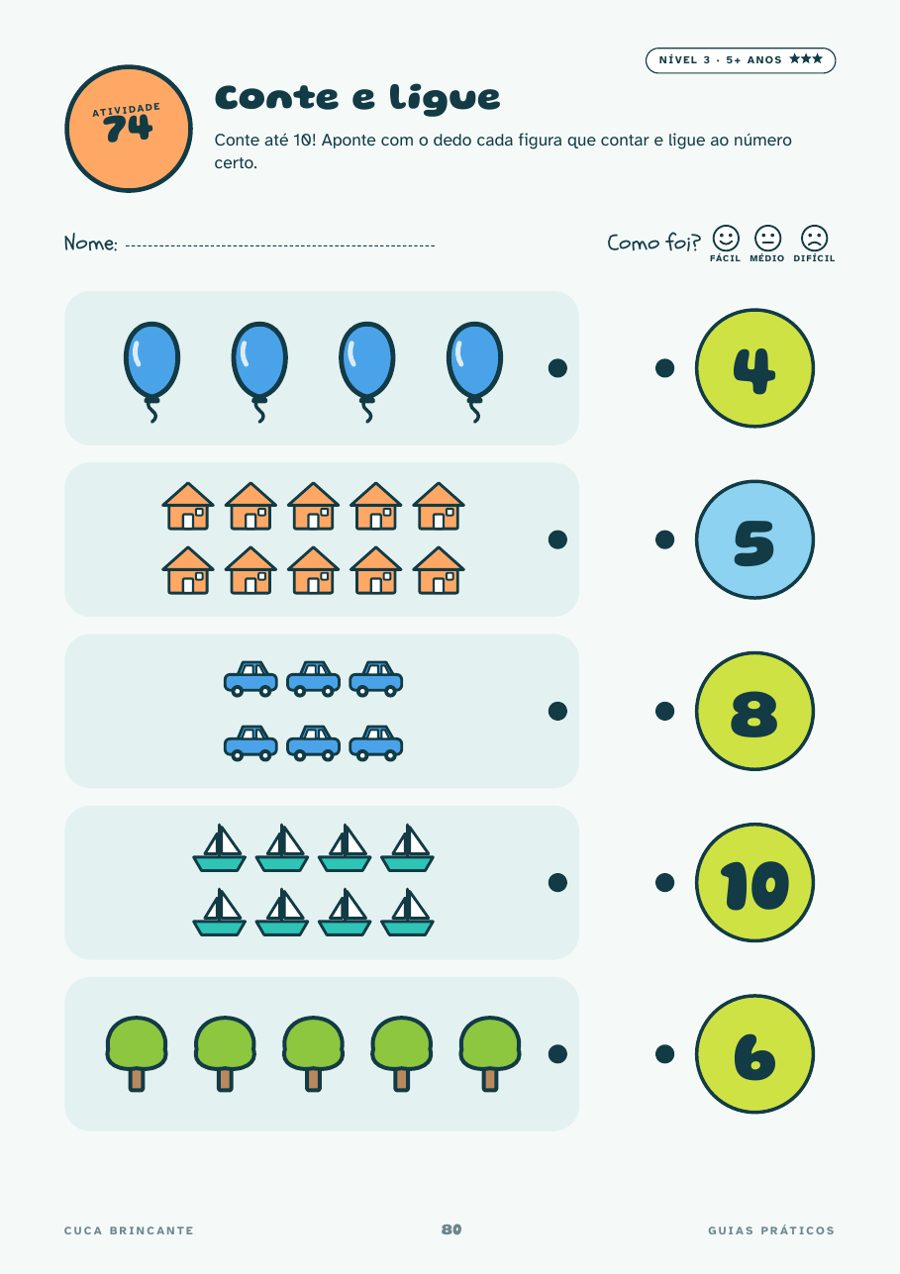 NÍVEL 3 · 5+ ANOS ★★★
ATIVIDADE
74
Conte e ligue
Conte até 10! Aponte com o dedo cada figura que contar e ligue ao número
certo.
Nome:
Como foi?
FÁCIL MÉDIO DIFÍCIL
4
5
8
10
6
CUCA BRINCANTE 80 GUIAS PRÁTICOS